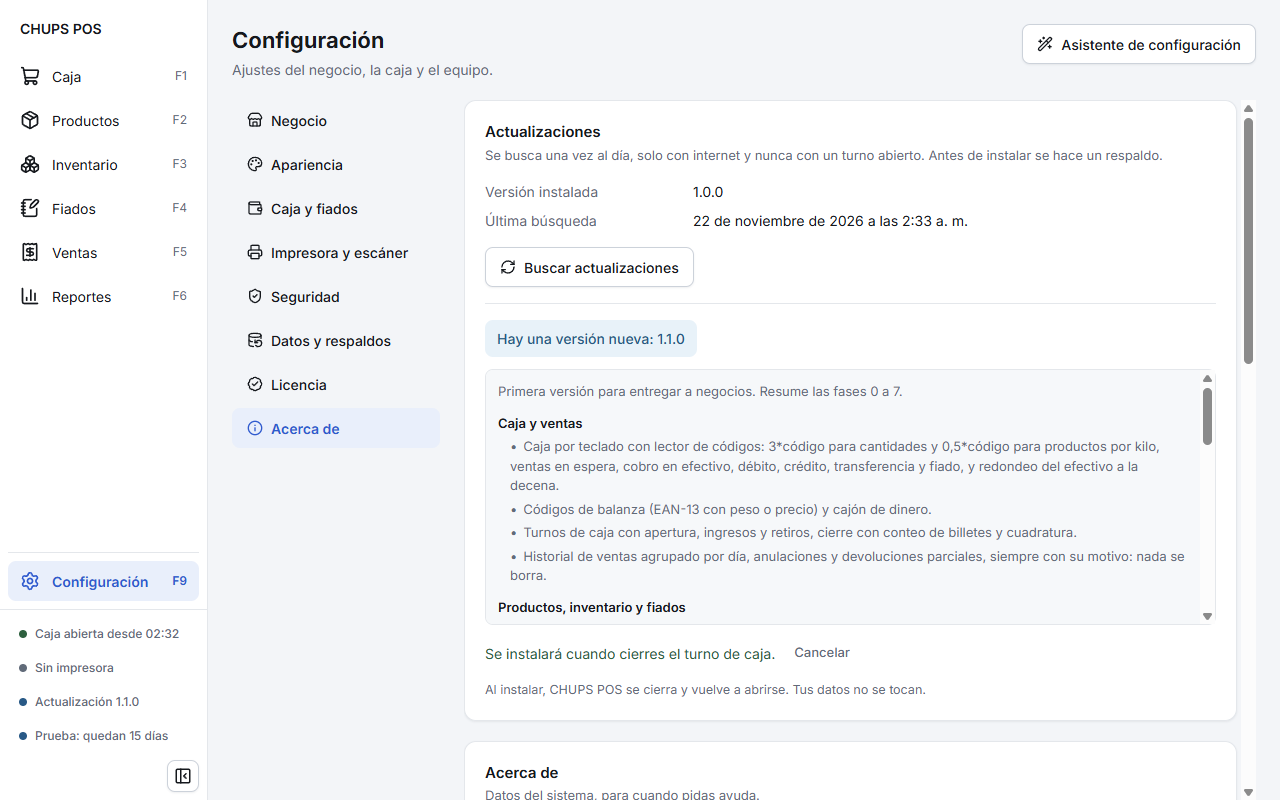 CHUPS POS
Caja F1
Productos F2
Inventario F3
Fiados F4
Ventas F5
Reportes F6
Configuración F9
Caja abierta desde 02:32
Sin impresora
Actualización 1.1.0
Prueba: quedan 15 días
Configuración
Ajustes del negocio, la caja y el equipo.
Asistente de configuración
Negocio
Apariencia
Caja y fiados
Impresora y escáner
Seguridad
Datos y respaldos
Licencia
Acerca de
Actualizaciones
Se busca una vez al día, solo con internet y nunca con un turno abierto. Antes de instalar se hace un respaldo.
Versión instalada 1.0.0
Última búsqueda 22 de noviembre de 2026 a las 2:33 a. m.
Buscar actualizaciones
Hay una versión nueva: 1.1.0
Primera versión para entregar a negocios. Resume las fases 0 a 7.
Caja y ventas
• Caja por teclado con lector de códigos: 3*código para cantidades y 0,5*código para productos por kilo,
ventas en espera, cobro en efectivo, débito, crédito, transferencia y fiado, y redondeo del efectivo a la
decena.
• Códigos de balanza (EAN-13 con peso o precio) y cajón de dinero.
• Turnos de caja con apertura, ingresos y retiros, cierre con conteo de billetes y cuadratura.
• Historial de ventas agrupado por día, anulaciones y devoluciones parciales, siempre con su motivo: nada se
borra.
Productos, inventario y fiados
Se instalará cuando cierres el turno de caja. Cancelar
Al instalar, CHUPS POS se cierra y vuelve a abrirse. Tus datos no se tocan.
Acerca de
Datos del sistema, para cuando pidas ayuda.